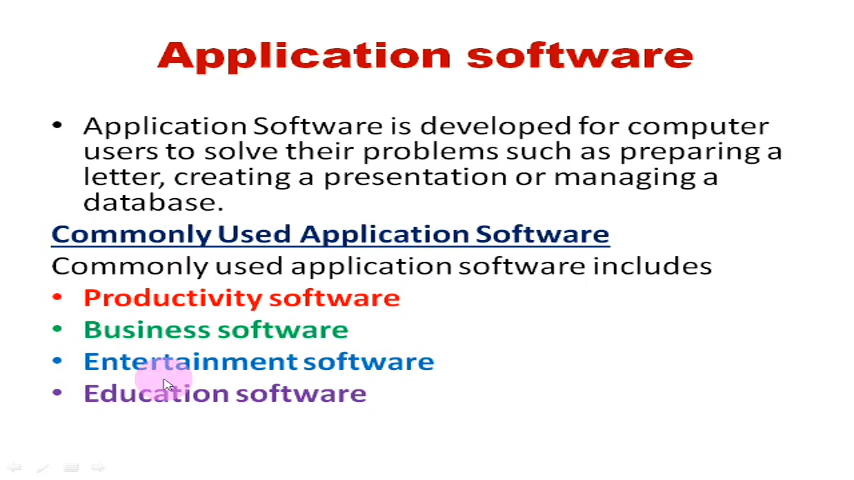 Application software
• Application Software is developed for computer
users to solve their problems such as preparing a
letter, creating a presentation or managing a
database.
Commonly Used Application Software
Commonly used application software includes
• Productivity software
• Business software
• Entertainment software
• Education software